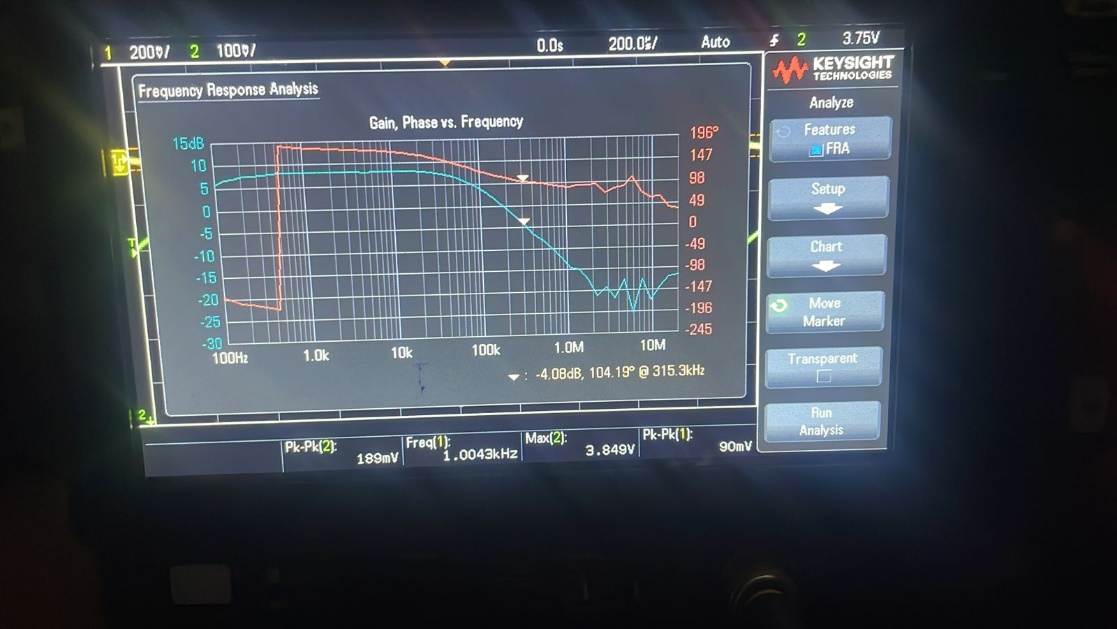 1 200V/ 2 100V/ 0.0s 200.0%/ Auto 2 3.75V
KEYSIGHT
TECHNOLOGIES
Frequency Response Analysis
Analyze
Gain, Phase vs. Frequency
Features
FRA
15dB
10
5
0
-5
-10
-15
-20
-25
-30
196°
147
98
49
0
-49
-98
-147
-196
-245
100Hz 1.0k 10k 100k 1.0M 10M
: -4.08dB, 104.19° @ 315.3kHz
Setup
Chart
Move
Marker
Transparent
Run
Analysis
1
T
2
Pk-Pk(2):
189mV
Freq(1):
1.0043kHz
Max(2):
3.849V
Pk-Pk(1):
90mV